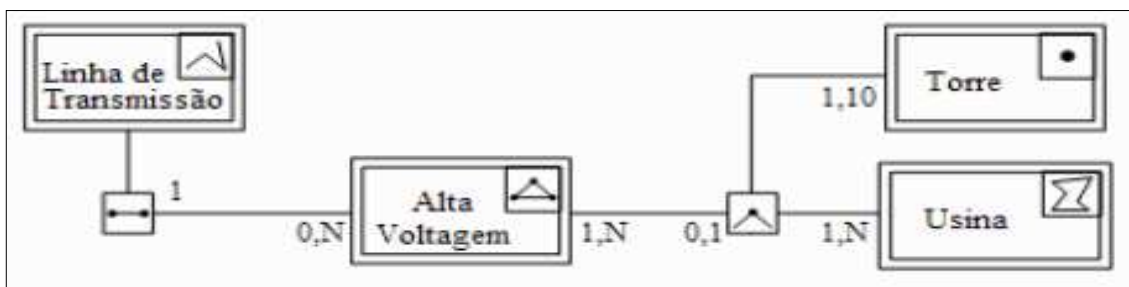 Linha de
Transmissão
1
0,N
Alta
Voltagem
1,N
0,1
1,10
Torre
1,N
Usina